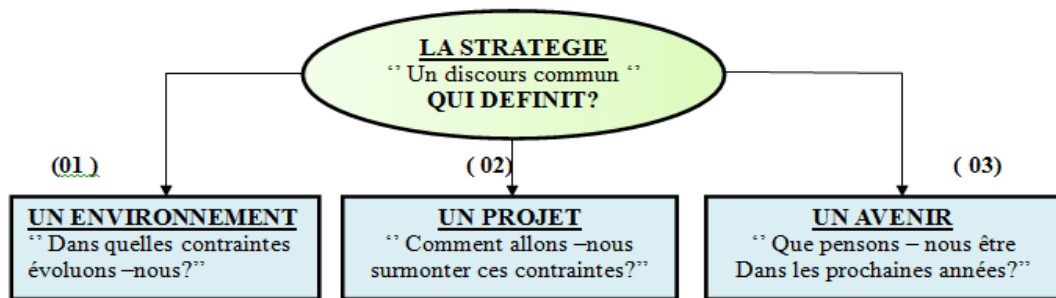 LA STRATEGIE
‘‘ Un discours commun ‘‘
QUI DEFINIT?
(01 )
( 02)
( 03)
UN ENVIRONNEMENT
‘‘ Dans quelles contraintes
évoluons –nous?’’
UN PROJET
‘‘ Comment allons –nous
surmonter ces contraintes?’’
UN AVENIR
‘‘ Que pensons – nous être
Dans les prochaines années?’’